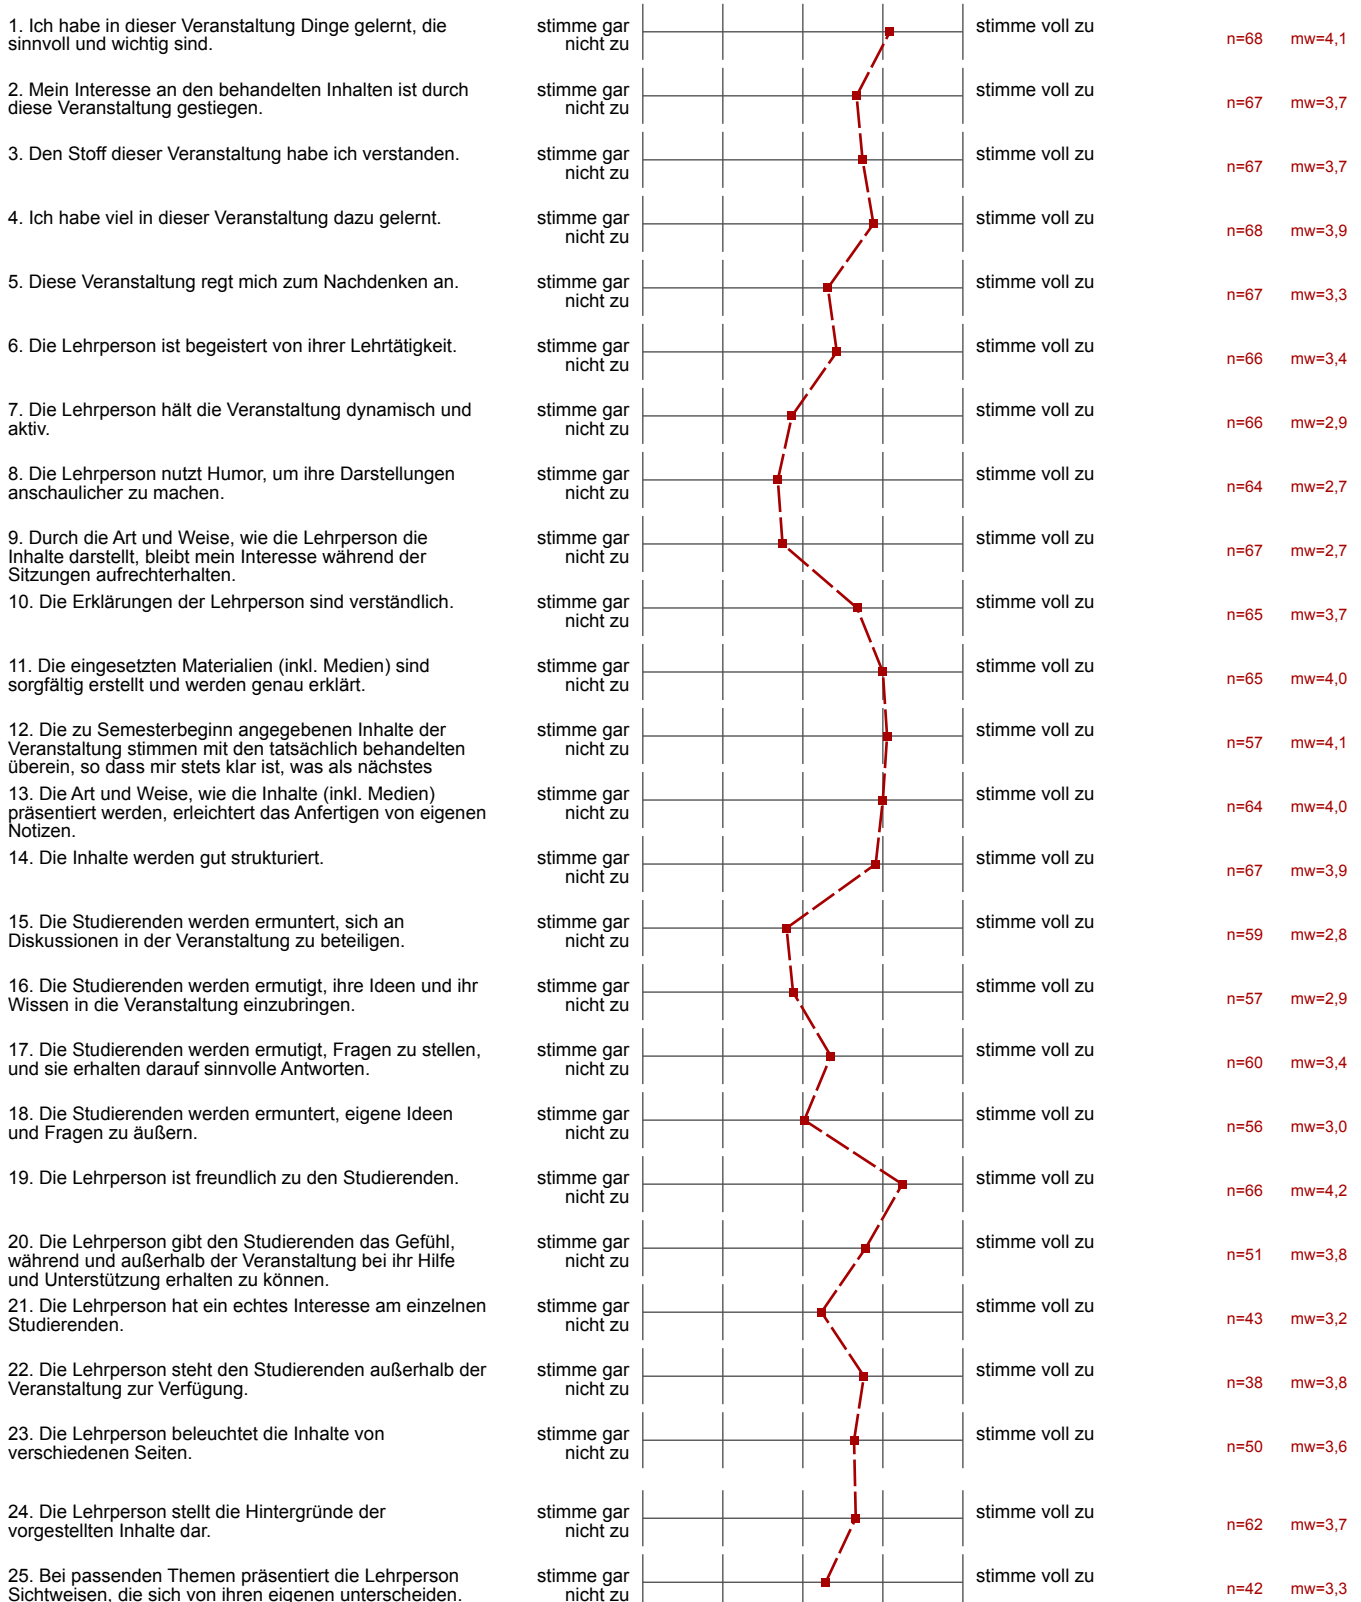 1. Ich habe in dieser Veranstaltung Dinge gelernt, die
sinnvoll und wichtig sind.
stimme gar
nicht zu
stimme voll zu
n=68 mw=4,1
2. Mein Interesse an den behandelten Inhalten ist durch
diese Veranstaltung gestiegen.
stimme gar
nicht zu
stimme voll zu
n=67 mw=3,7
3. Den Stoff dieser Veranstaltung habe ich verstanden.
stimme gar
nicht zu
stimme voll zu
n=67 mw=3,7
4. Ich habe viel in dieser Veranstaltung dazu gelernt.
stimme gar
nicht zu
stimme voll zu
n=68 mw=3,9
5. Diese Veranstaltung regt mich zum Nachdenken an.
stimme gar
nicht zu
stimme voll zu
n=67 mw=3,3
6. Die Lehrperson ist begeistert von ihrer Lehrtätigkeit.
stimme gar
nicht zu
stimme voll zu
n=66 mw=3,4
7. Die Lehrperson hält die Veranstaltung dynamisch und
aktiv.
stimme gar
nicht zu
stimme voll zu
n=66 mw=2,9
8. Die Lehrperson nutzt Humor, um ihre Darstellungen
anschaulicher zu machen.
stimme gar
nicht zu
stimme voll zu
n=64 mw=2,7
9. Durch die Art und Weise, wie die Lehrperson die
Inhalte darstellt, bleibt mein Interesse während der
Sitzungen aufrechterhalten.
stimme gar
nicht zu
stimme voll zu
n=67 mw=2,7
10. Die Erklärungen der Lehrperson sind verständlich.
stimme gar
nicht zu
stimme voll zu
n=65 mw=3,7
11. Die eingesetzten Materialien (inkl. Medien) sind
sorgfältig erstellt und werden genau erklärt.
stimme gar
nicht zu
stimme voll zu
n=65 mw=4,0
12. Die zu Semesterbeginn angegebenen Inhalte der
Veranstaltung stimmen mit den tatsächlich behandelten
überein, so dass mir stets klar ist, was als nächstes
stimme gar
nicht zu
stimme voll zu
n=57 mw=4,1
13. Die Art und Weise, wie die Inhalte (inkl. Medien)
präsentiert werden, erleichtert das Anfertigen von eigenen
Notizen.
stimme gar
nicht zu
stimme voll zu
n=64 mw=4,0
14. Die Inhalte werden gut strukturiert.
stimme gar
nicht zu
stimme voll zu
n=67 mw=3,9
15. Die Studierenden werden ermuntert, sich an
Diskussionen in der Veranstaltung zu beteiligen.
stimme gar
nicht zu
stimme voll zu
n=59 mw=2,8
16. Die Studierenden werden ermutigt, ihre Ideen und ihr
Wissen in die Veranstaltung einzubringen.
stimme gar
nicht zu
stimme voll zu
n=57 mw=2,9
17. Die Studierenden werden ermutigt, Fragen zu stellen,
und sie erhalten darauf sinnvolle Antworten.
stimme gar
nicht zu
stimme voll zu
n=60 mw=3,4
18. Die Studierenden werden ermuntert, eigene Ideen
und Fragen zu äußern.
stimme gar
nicht zu
stimme voll zu
n=56 mw=3,0
19. Die Lehrperson ist freundlich zu den Studierenden.
stimme gar
nicht zu
stimme voll zu
n=66 mw=4,2
20. Die Lehrperson gibt den Studierenden das Gefühl,
während und außerhalb der Veranstaltung bei ihr Hilfe
und Unterstützung erhalten zu können.
stimme gar
nicht zu
stimme voll zu
n=51 mw=3,8
21. Die Lehrperson hat ein echtes Interesse am einzelnen
Studierenden.
stimme gar
nicht zu
stimme voll zu
n=43 mw=3,2
22. Die Lehrperson steht den Studierenden außerhalb der
Veranstaltung zur Verfügung.
stimme gar
nicht zu
stimme voll zu
n=38 mw=3,8
23. Die Lehrperson beleuchtet die Inhalte von
verschiedenen Seiten.
stimme gar
nicht zu
stimme voll zu
n=50 mw=3,6
24. Die Lehrperson stellt die Hintergründe der
vorgestellten Inhalte dar.
stimme gar
nicht zu
stimme voll zu
n=62 mw=3,7
25. Bei passenden Themen präsentiert die Lehrperson
Sichtweisen, die sich von ihren eigenen unterscheiden.
stimme gar
nicht zu
stimme voll zu
n=42 mw=3,3